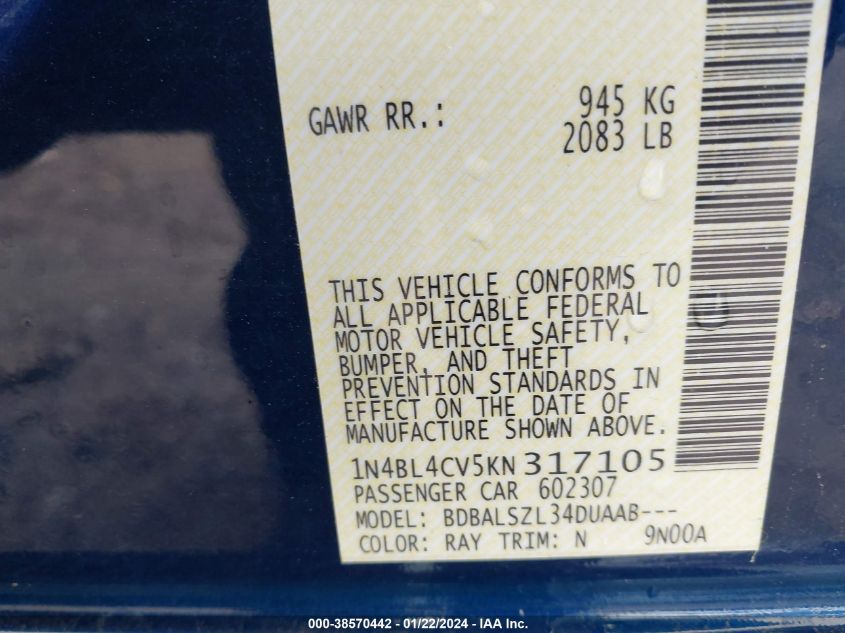 GAWR RR.: 945 KG
2083 LB
THIS VEHICLE CONFORMS TO
ALL APPLICABLE FEDERAL
MOTOR VEHICLE SAFETY,
BUMPER, AND THEFT
PREVENTION STANDARDS IN
EFFECT ON THE DATE OF
MANUFACTURE SHOWN ABOVE.
1N4BL4CV5KN317105
PASSENGER CAR 602307
MODEL: BDBALSZL34DUAAB---
COLOR: RAY TRIM: N 9N00A
000-38570442 - 01/22/2024 - IAA Inc.